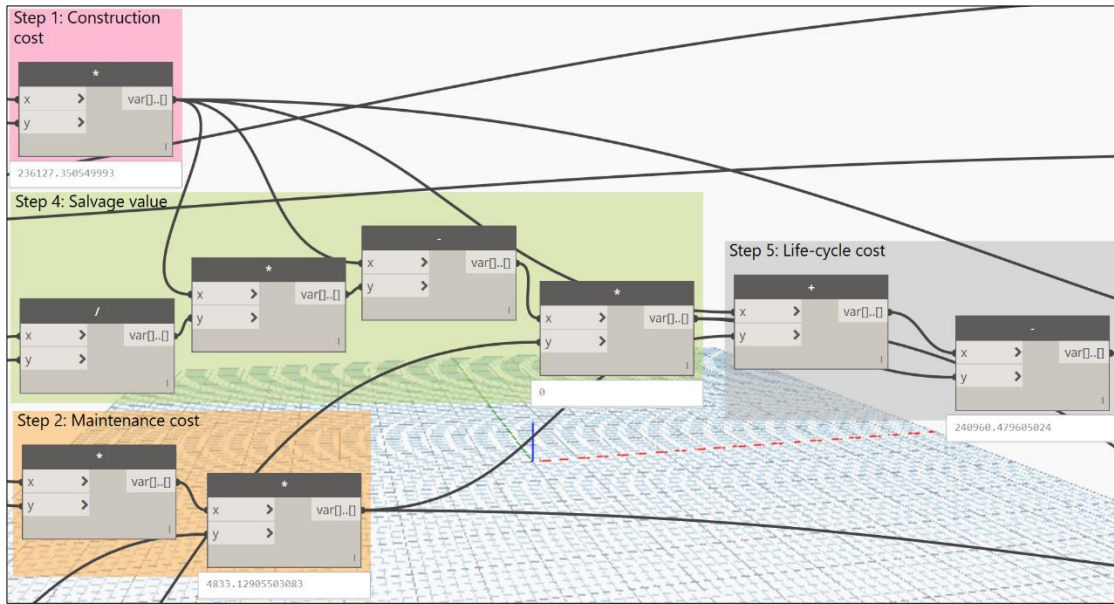 Step 1: Construction
cost
*
x > var[]..[]
y >
l
236127.350549993
Step 4: Salvage value
-
x > var[]..[]
y >
l
*
x > var[]..[]
y >
l
/
x > var[]..[]
y >
l
*
x > var[]..[]
y >
l
0
Step 5: Life-cycle cost
+
x > var[]..[]
y >
l
-
x > var[]..[]
y >
l
240960.479605024
Step 2: Maintenance cost
*
x > var[]..[]
y >
l
*
x > var[]..[]
y >
l
4833.12905503083